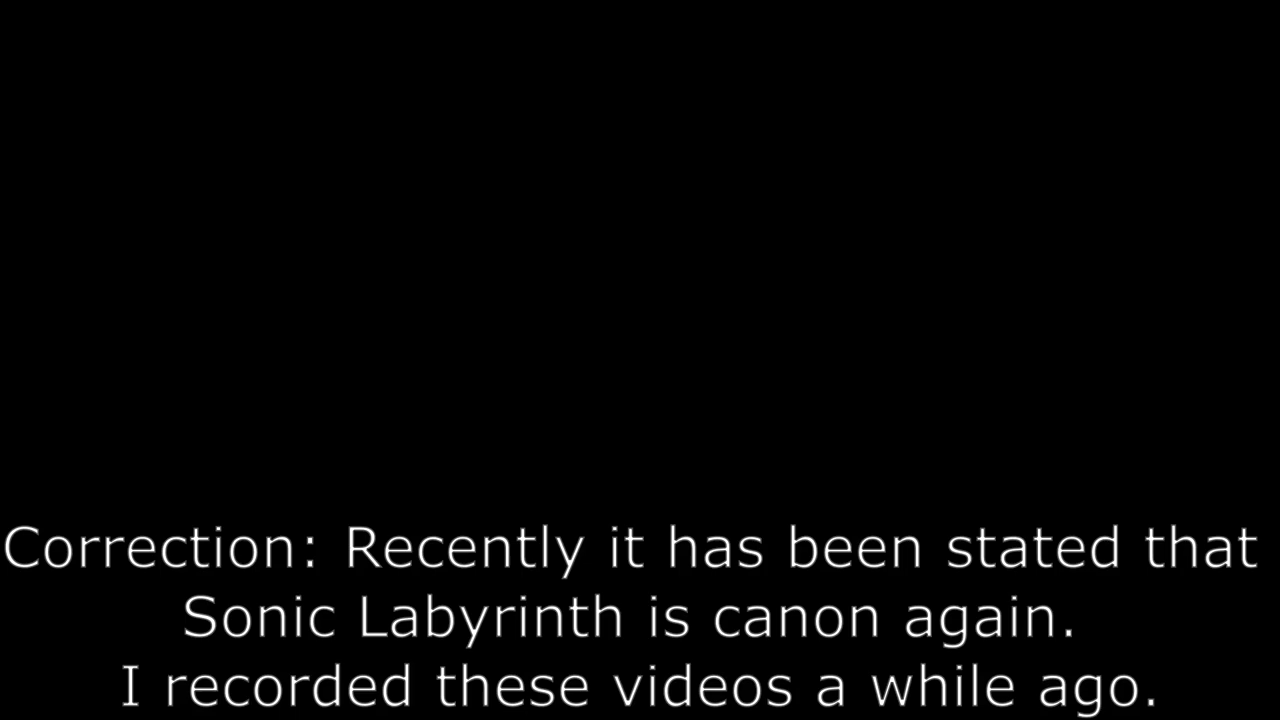 Correction: Recently it has been stated that
Sonic Labyrinth is canon again.
I recorded these videos a while ago.